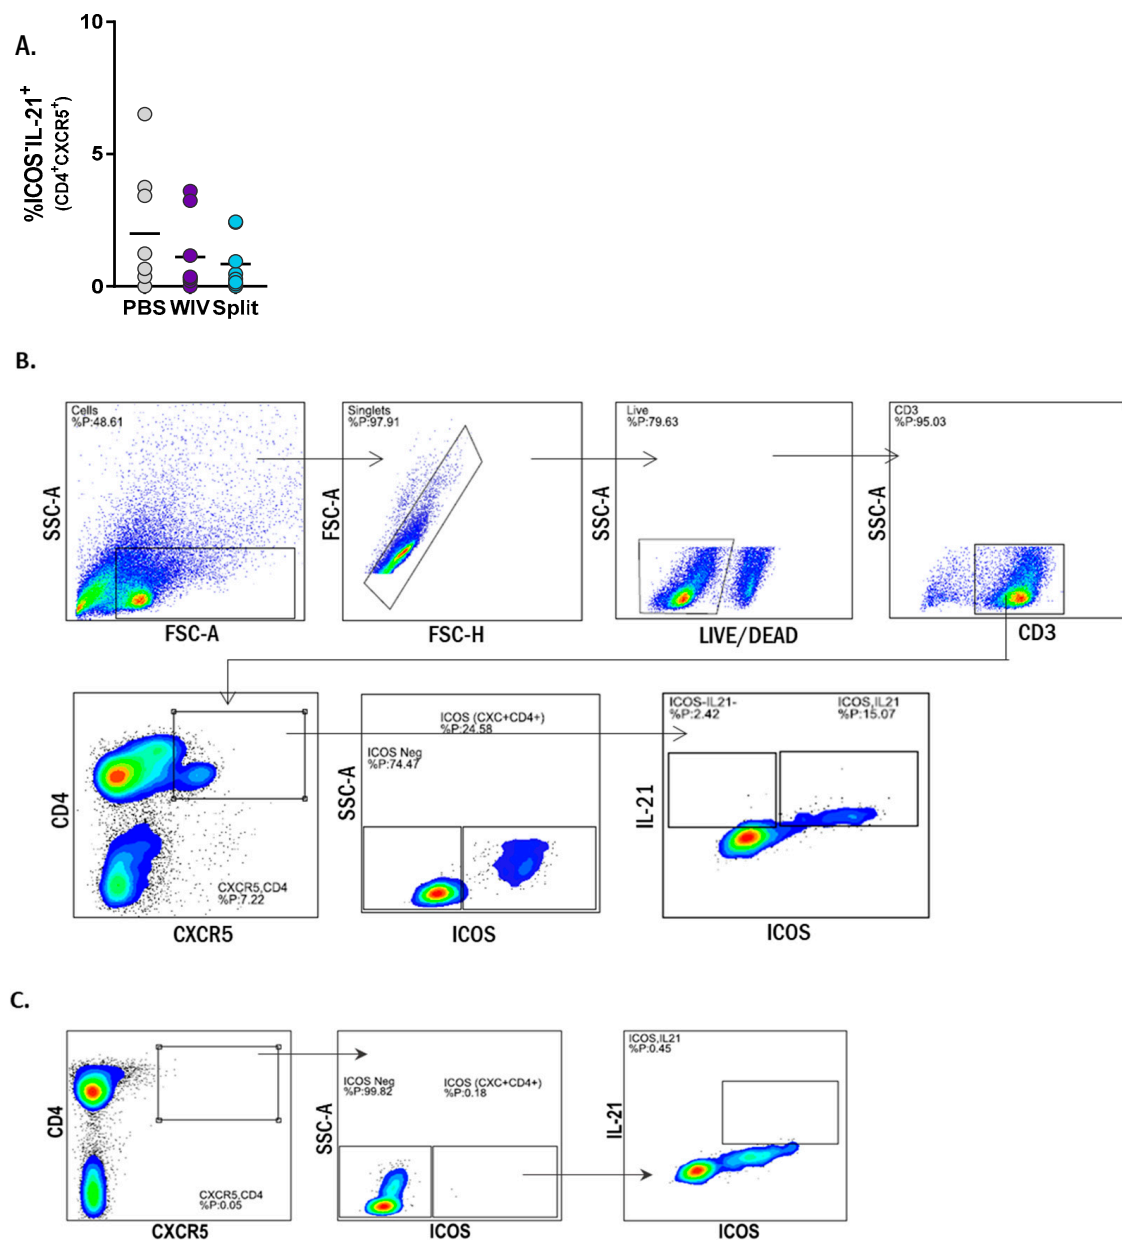 A.
10
5
0
%ICOS-IL-21+
(CD4+CXCR5+)
PBS WIV Split
B.
Cells
%P:48.61
SSC-A
FSC-A
Singlets
%P:97.91
FSC-A
FSC-H
Live
%P:79.63
SSC-A
LIVE/DEAD
CD3
%P:95.03
SSC-A
CD3
CD4
CXCR5,CD4
%P:7.22
CXCR5
ICOS (CXC+CD4+)
%P:24.58
ICOS Neg
%P:74.47
SSC-A
ICOS
ICOS-IL21-
%P:2.42
ICOS,IL21
%P:15.07
IL-21
ICOS
C.
CD4
CXCR5,CD4
%P:0.05
CXCR5
ICOS Neg
%P:99.82
ICOS (CXC+CD4+)
%P:0.18
SSC-A
ICOS
ICOS,IL21
%P:0.45
IL-21
ICOS